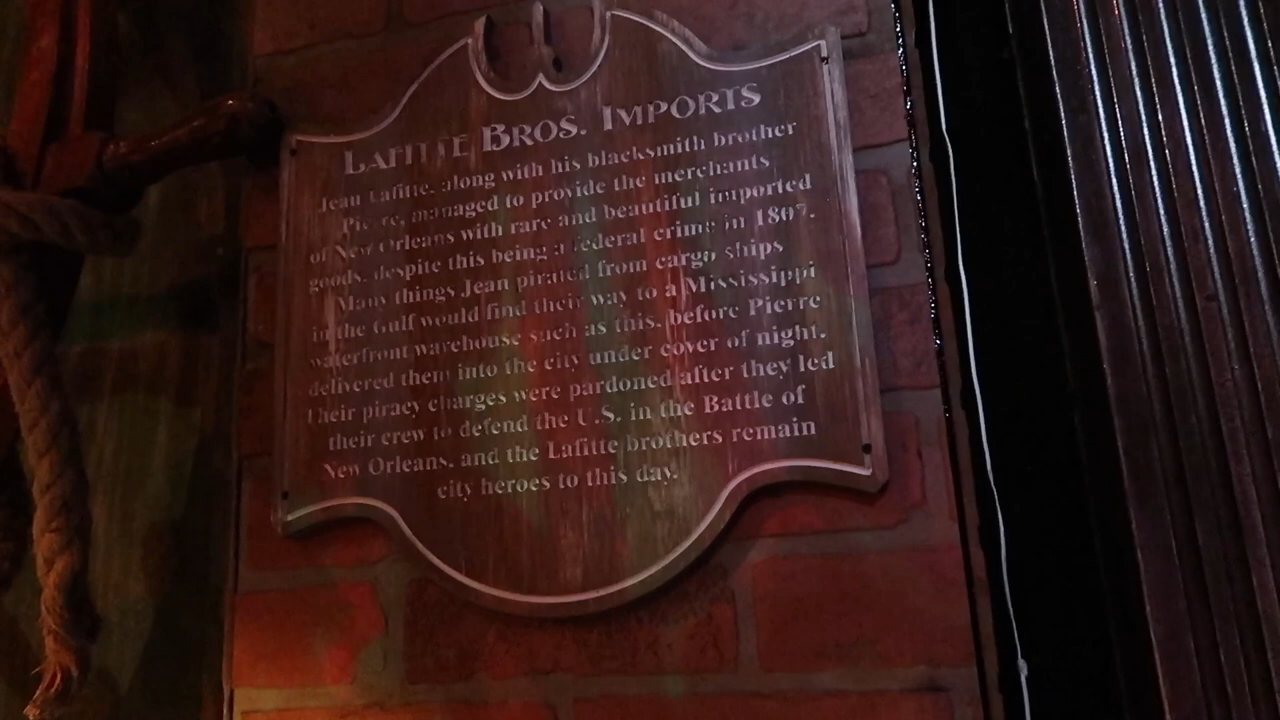 LAFITTE BROS. IMPORTS
Jean Lafitte, along with his blacksmith brother
Pierre, managed to provide the merchants
of New Orleans with rare and beautiful imported
goods, despite this being a federal crime in 1807.
Many things Jean pirated from cargo ships
in the Gulf would find their way to a Mississippi
waterfront warehouse such as this, before Pierre
delivered them into the city under cover of night.
Their piracy charges were pardoned after they led
their crew to defend the U.S. in the Battle of
New Orleans, and the Lafitte brothers remain
city heroes to this day.